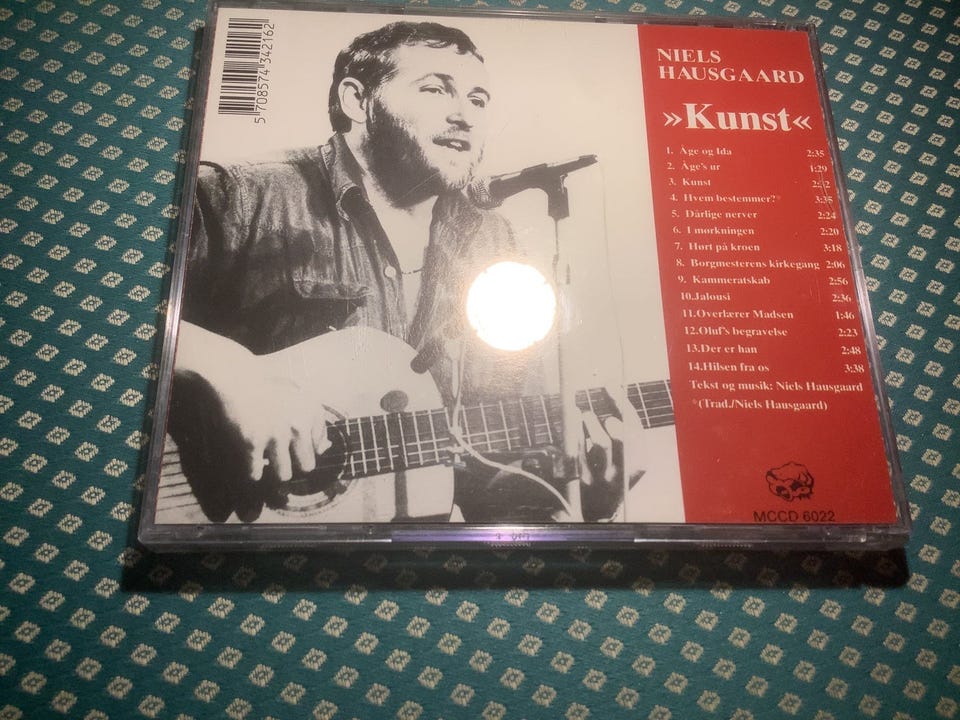 5 708574 342162
NIELS
HAUSGAARD
»Kunst«
1. Åge og Ida 2:35
2. Åge's ur 1:29
3. Kunst
4. Hvem bestemmer?* 3:35
5. Dårlige nerver 2:24
6. I mørkningen 2:20
7. Hørt på kroen 3:18
8. Borgmesterens kirkegang 2:06
9. Kammeratskab 2:56
10.Jalousi 2:36
11.Overlærer Madsen 1:46
12.Oluf's begravelse 2:23
13.Der er han 2:48
14.Hilsen fra os 3:38
Tekst og musik: Niels Hausgaard
*(Trad./Niels Hausgaard)
MCCD 6022